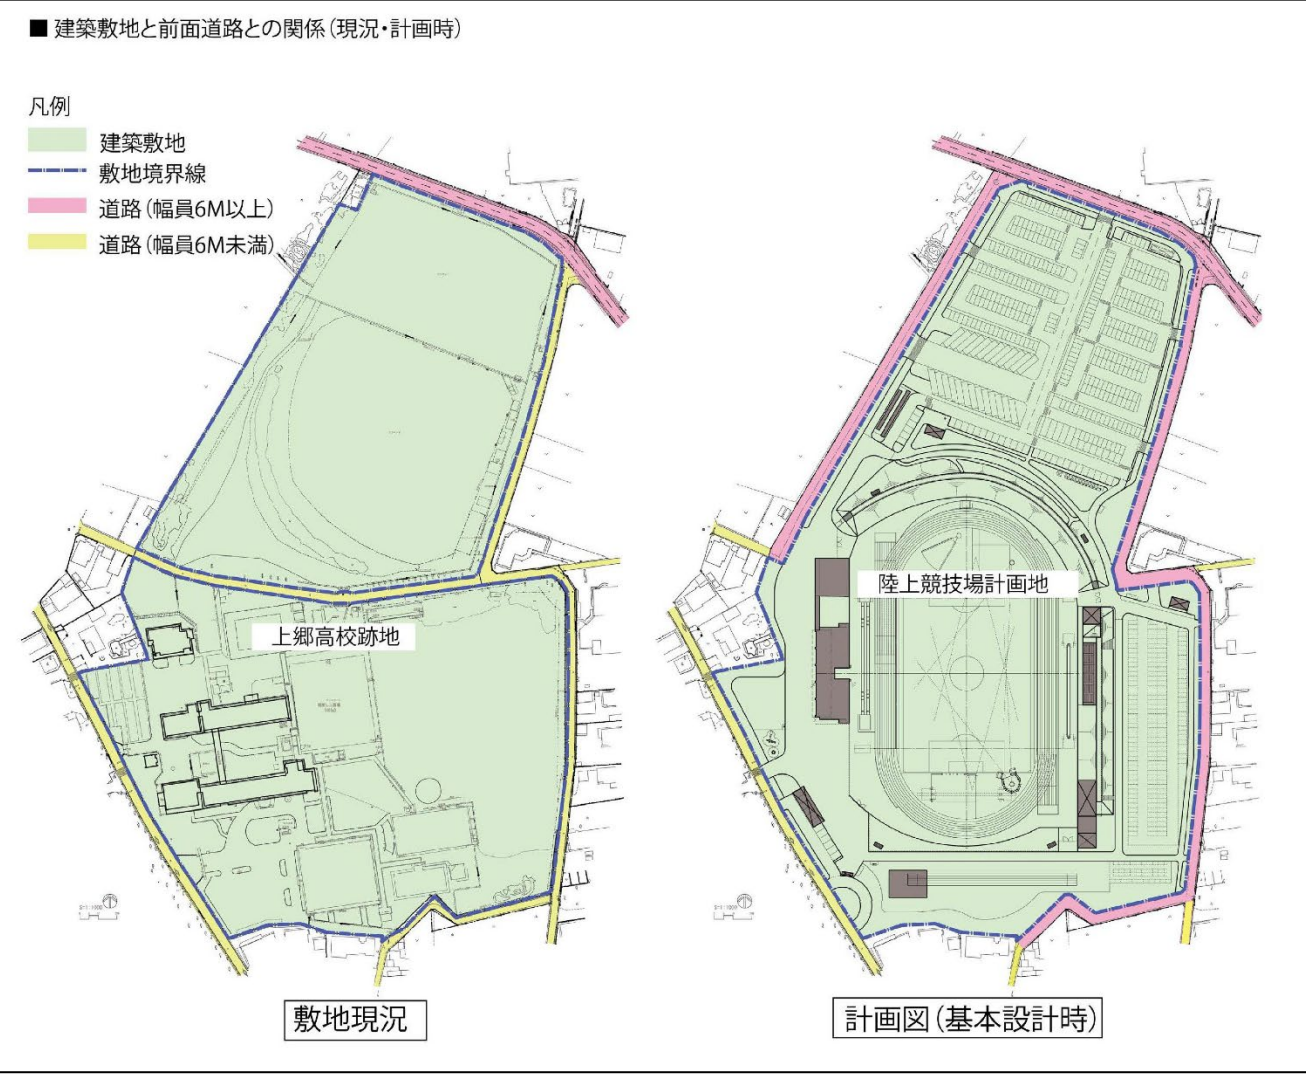 ■ 建築敷地と前面道路との関係（現況・計画時）
凡例
建築敷地
敷地境界線
道路（幅員6M以上）
道路（幅員6M未満）
上郷高校跡地
陸上競技場計画地
敷地現況
計画図（基本設計時）